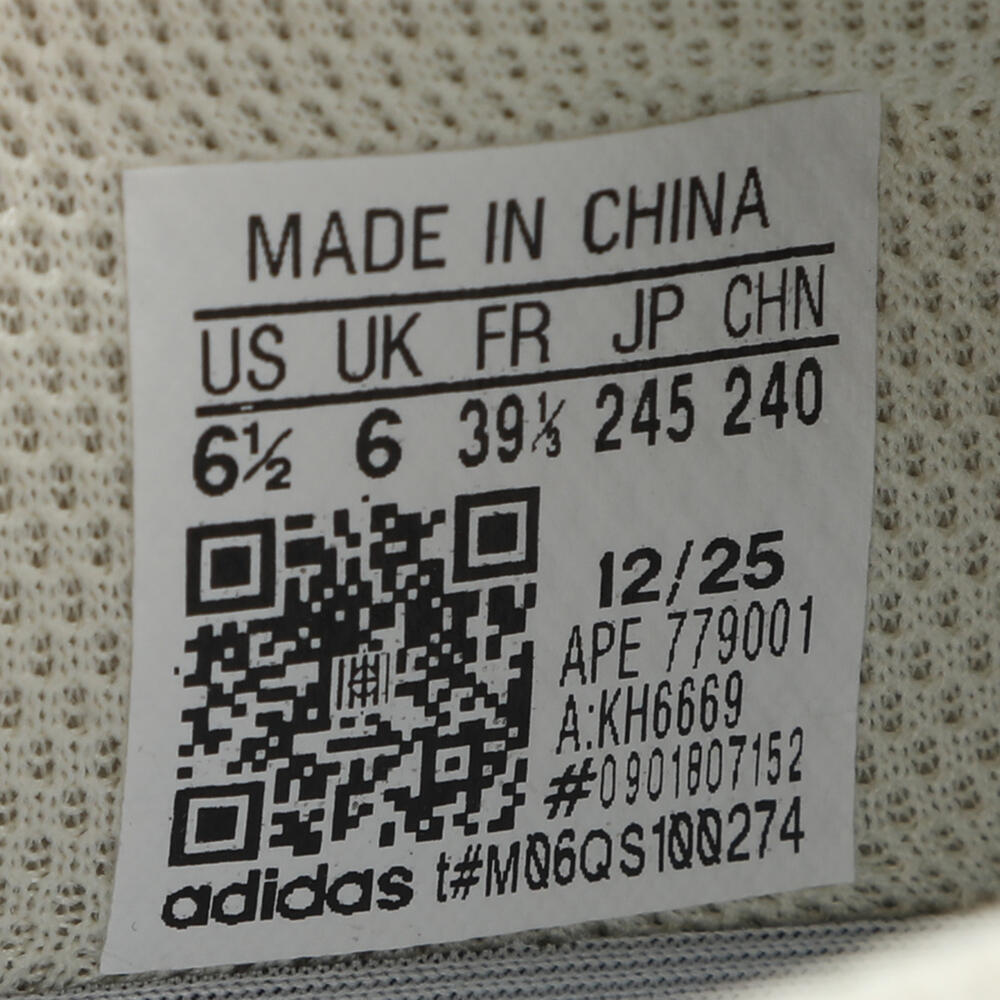 MADE IN CHINA
US UK FR JP CHN
6½ 6 39⅓ 245 240
12/25
APE 779001
A:KH6669
#0901807152
adidas t#M06QS100274